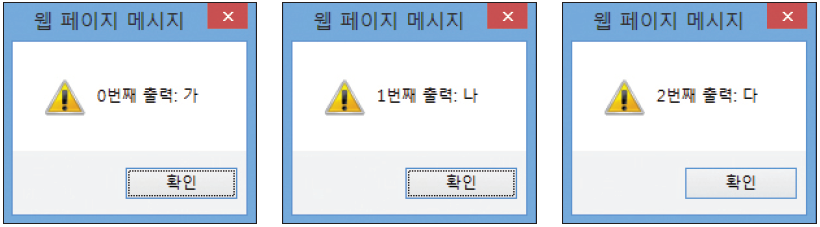 웹 페이지 메시지
0번째 출력: 가
확인
웹 페이지 메시지
1번째 출력: 나
확인
웹 페이지 메시지
2번째 출력: 다
확인